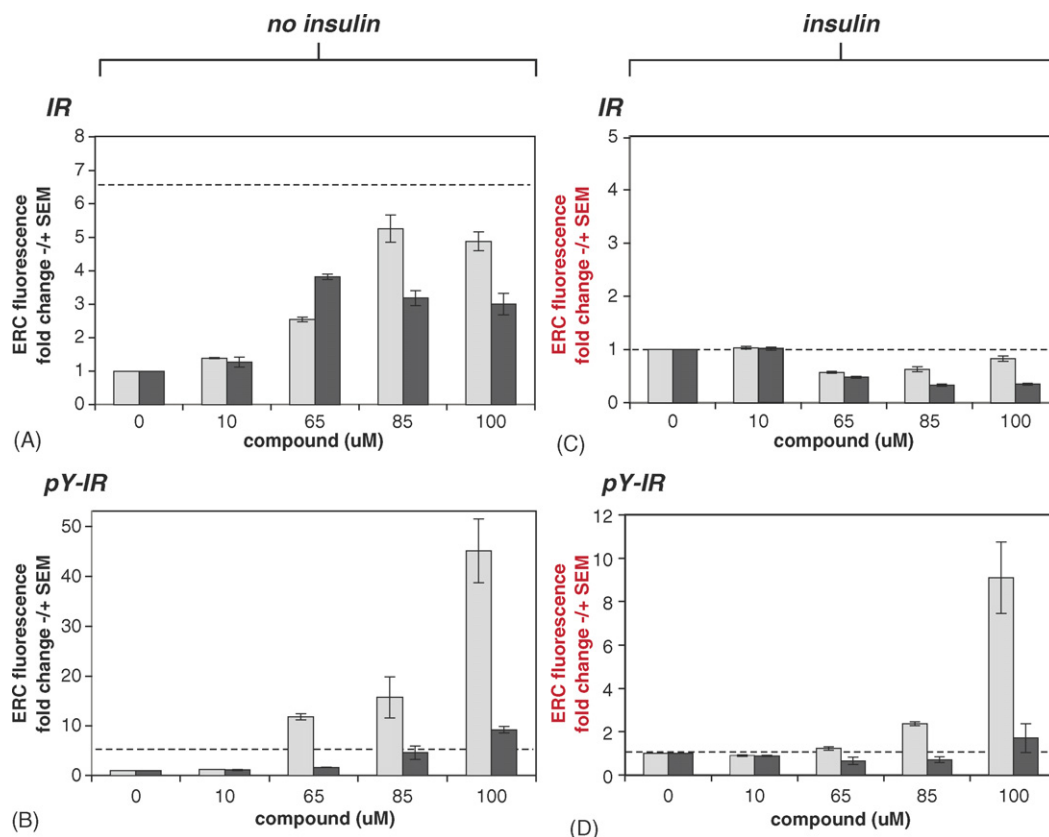 no insulin
insulin
IR
ERC fluorescence
fold change -/+ SEM
8
7
6
5
4
3
2
1
0
0 10 65 85 100
compound (uM)
(A)
IR
ERC fluorescence
fold change -/+ SEM
5
4
3
2
1
0
0 10 65 85 100
compound (uM)
(C)
pY-IR
ERC fluorescence
fold change -/+ SEM
50
40
30
20
10
0
0 10 65 85 100
compound (uM)
(B)
pY-IR
ERC fluorescence
fold change -/+ SEM
12
10
8
6
4
2
0
0 10 65 85 100
compound (uM)
(D)